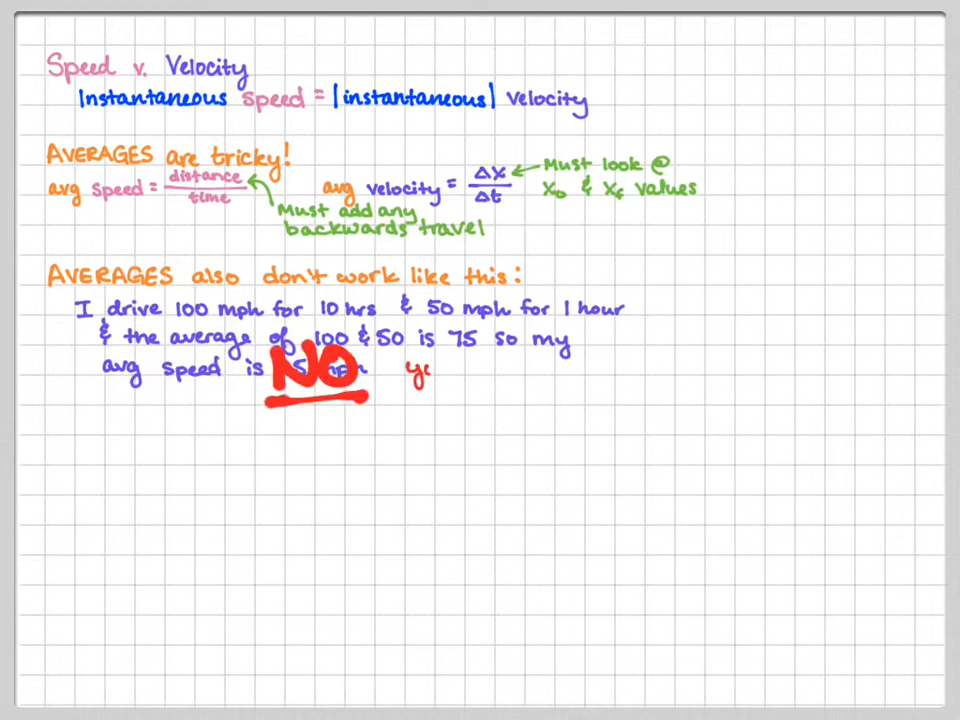 Speed v. Velocity
Instantaneous speed = |instantaneous| velocity
AVERAGES are tricky!
avg speed = distance / time
Must add any
backwards travel
avg velocity = Δx / Δt
Must look @
x₀ & xf values
AVERAGES also don't work like this:
I drive 100 mph for 10 hrs & 50 mph for 1 hour
& the average of 100 & 50 is 75 so my
avg speed is NO